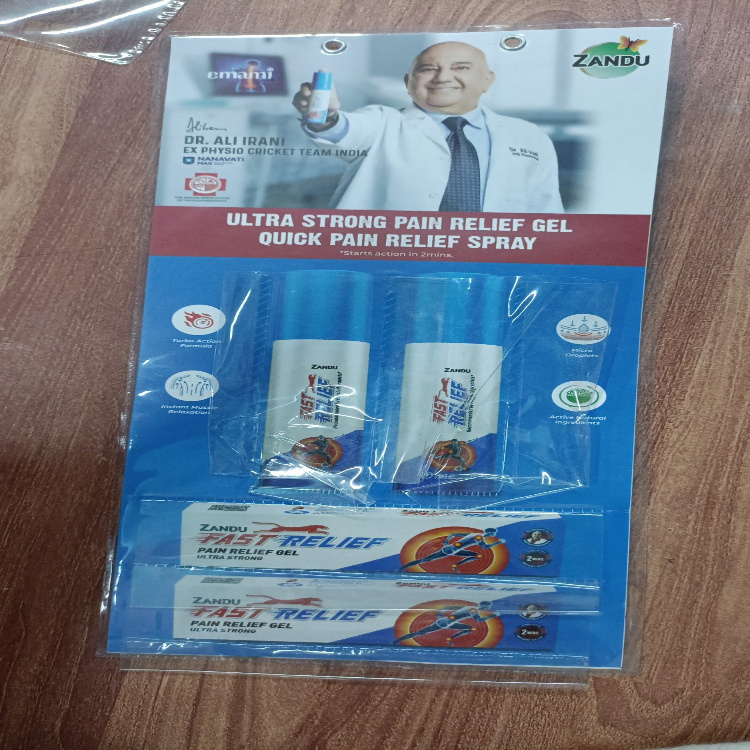 emami
ZANDU
DR. ALI IRANI
EX PHYSIO CRICKET TEAM INDIA
NANAVATI
MAX
ULTRA STRONG PAIN RELIEF GEL
QUICK PAIN RELIEF SPRAY
*Starts action in 2mins.
Turbo Action
Formula
Micro
Droplets
Instant Muscle
Relaxation
Active Natural
Ingredients
ZANDU
FAST
RELIEF
ZANDU
FAST
RELIEF
ZANDU
FAST RELIEF
PAIN RELIEF GEL
ULTRA STRONG
ZANDU
FAST RELIEF
PAIN RELIEF GEL
ULTRA STRONG